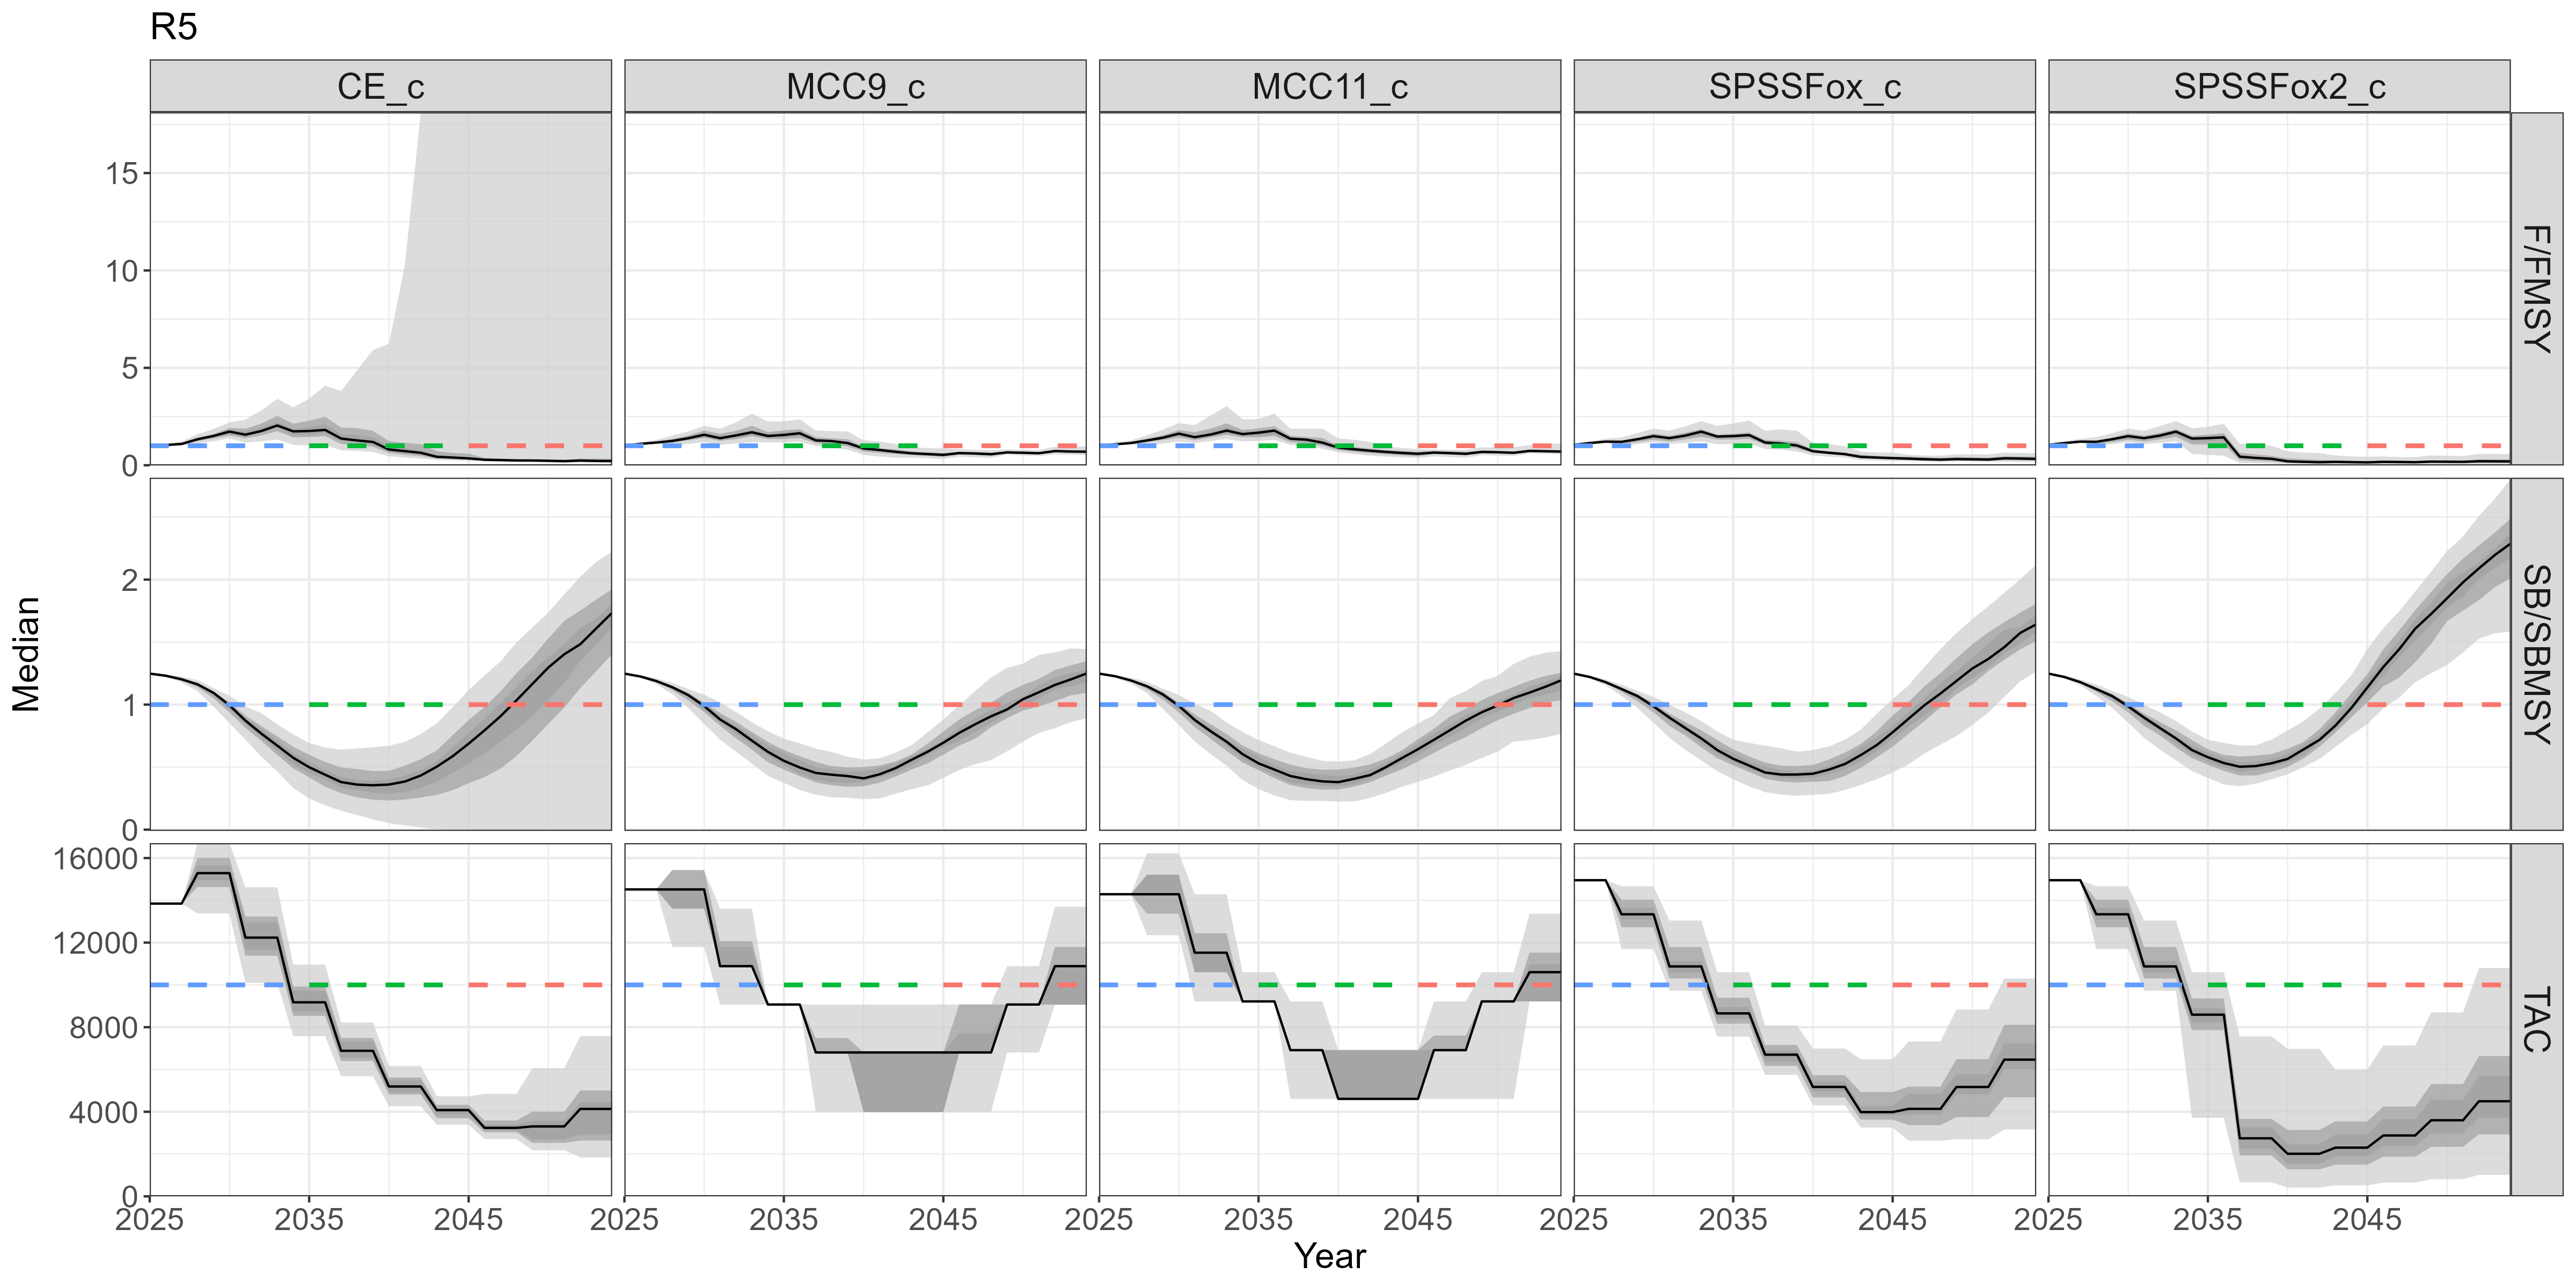 R5
CE_c MCC9_c MCC11_c SPSSFox_c SPSSFox2_c
15
10
5
0
F/FMSY
2
1
0
SB/SBMSY
Median
16000
12000
8000
4000
0
TAC
2025 2035 2045 2025 2035 2045 2025 2035 2045 2025 2035 2045 2025 2035 2045
Year